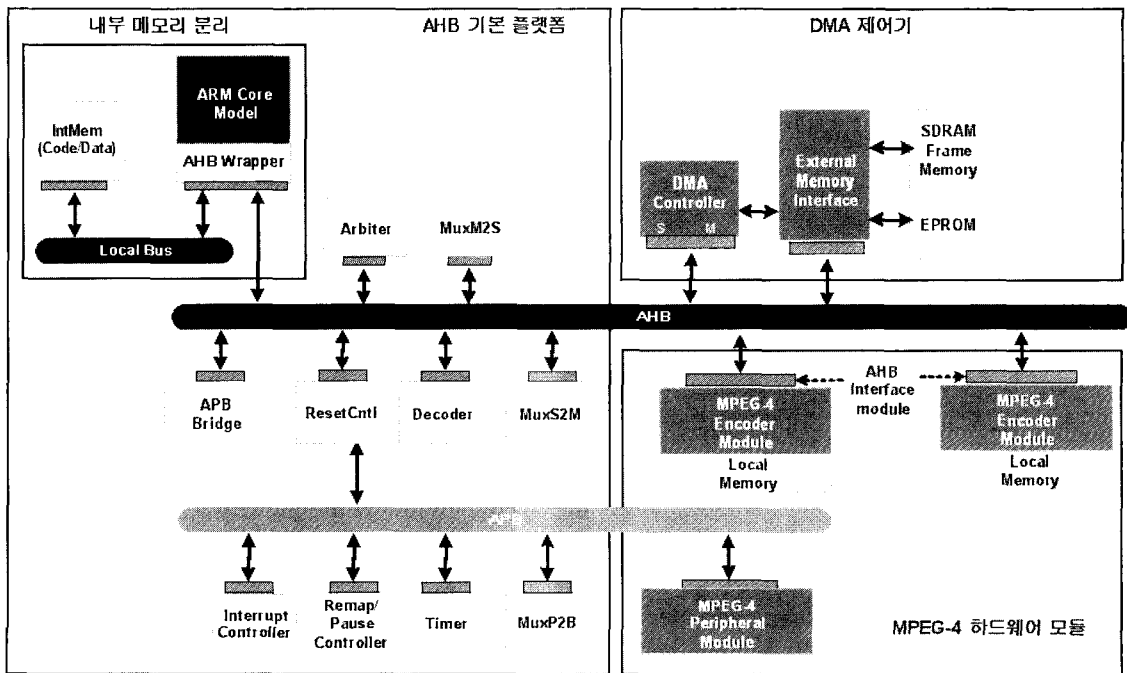 내부 메모리 분리
AHB 기본 플랫폼
DMA 제어기
ARM Core
Model
IntMem
(Code/Data)
AHB Wrapper
Local Bus
Arbiter
MuxM2S
DMA
Controller
S M
External
Memory
Interface
SDRAM
Frame
Memory
EPROM
AHB
APB
Bridge
ResetCntl
Decoder
MuxS2M
MPEG-4
Encoder
Module
Local
Memory
AHB
Interface
module
MPEG-4
Encoder
Module
Local
Memory
APB
Interrupt
Controller
Remap/
Pause
Controller
Timer
MuxP2B
MPEG-4
Peripheral
Module
MPEG-4 하드웨어 모듈